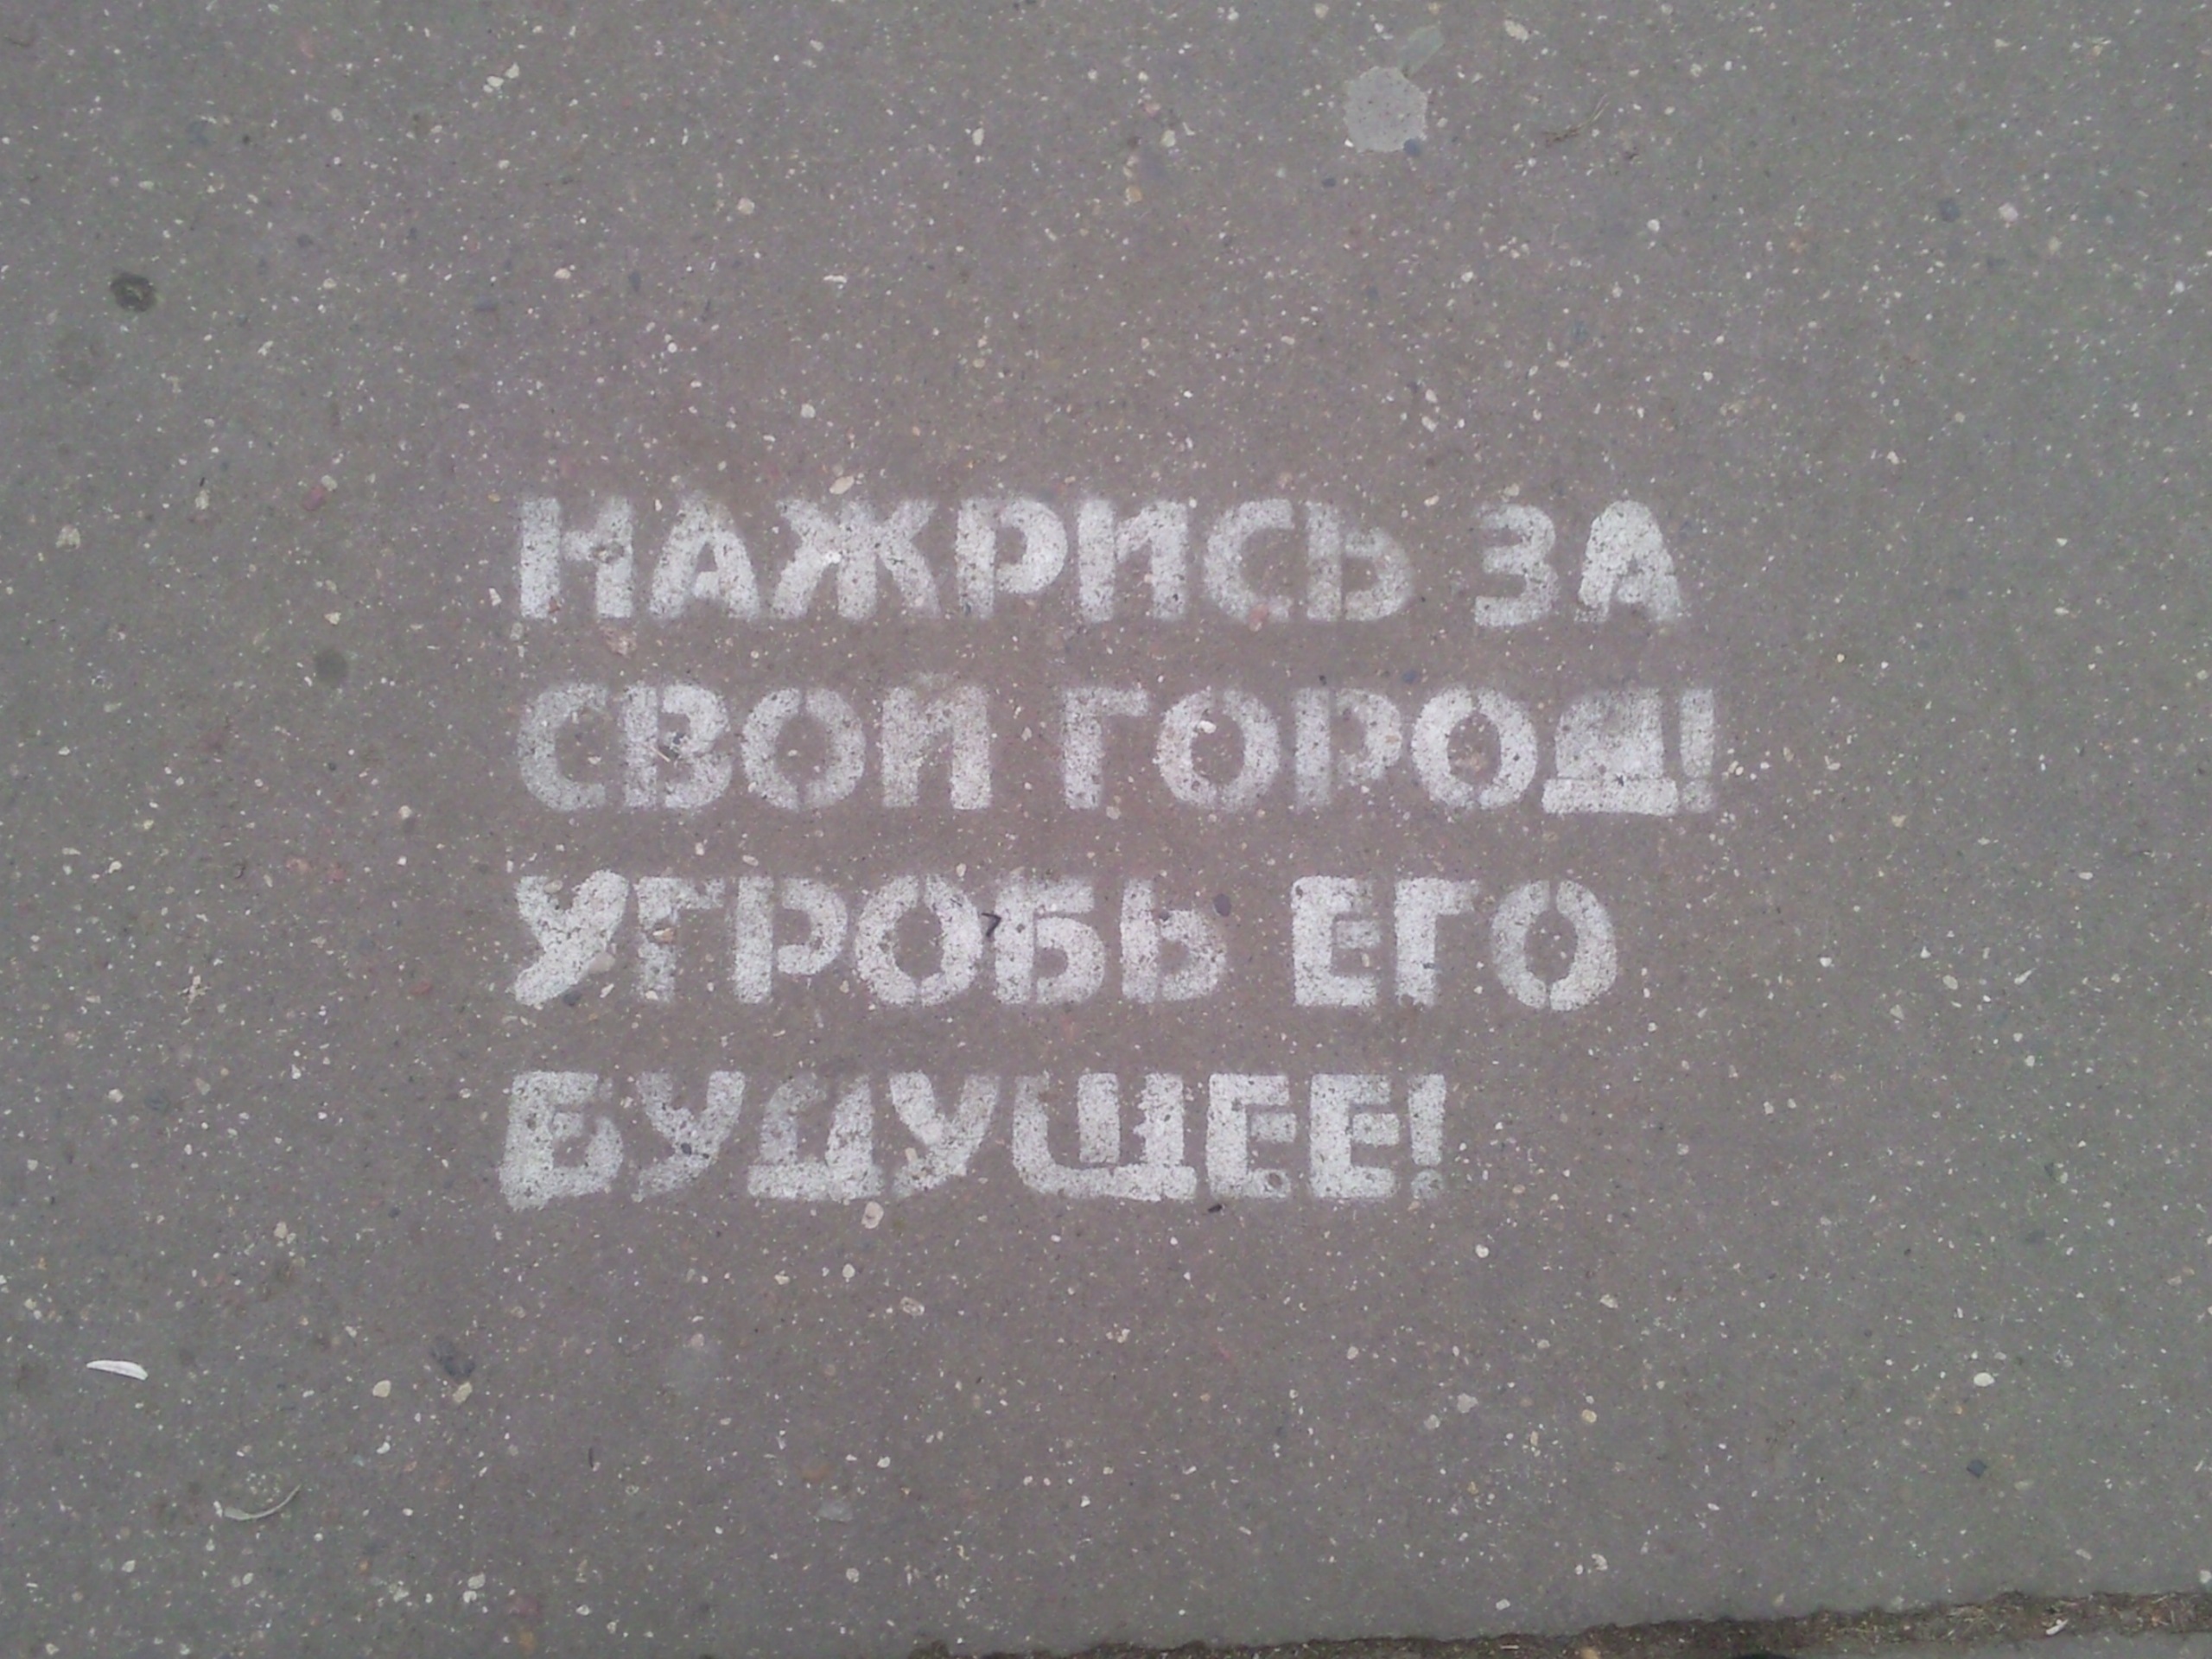 НАЖРИСЬ ЗА
СВОЙ ГОРОД!
УГРОБЬ ЕГО
БУДУЩЕЕ!